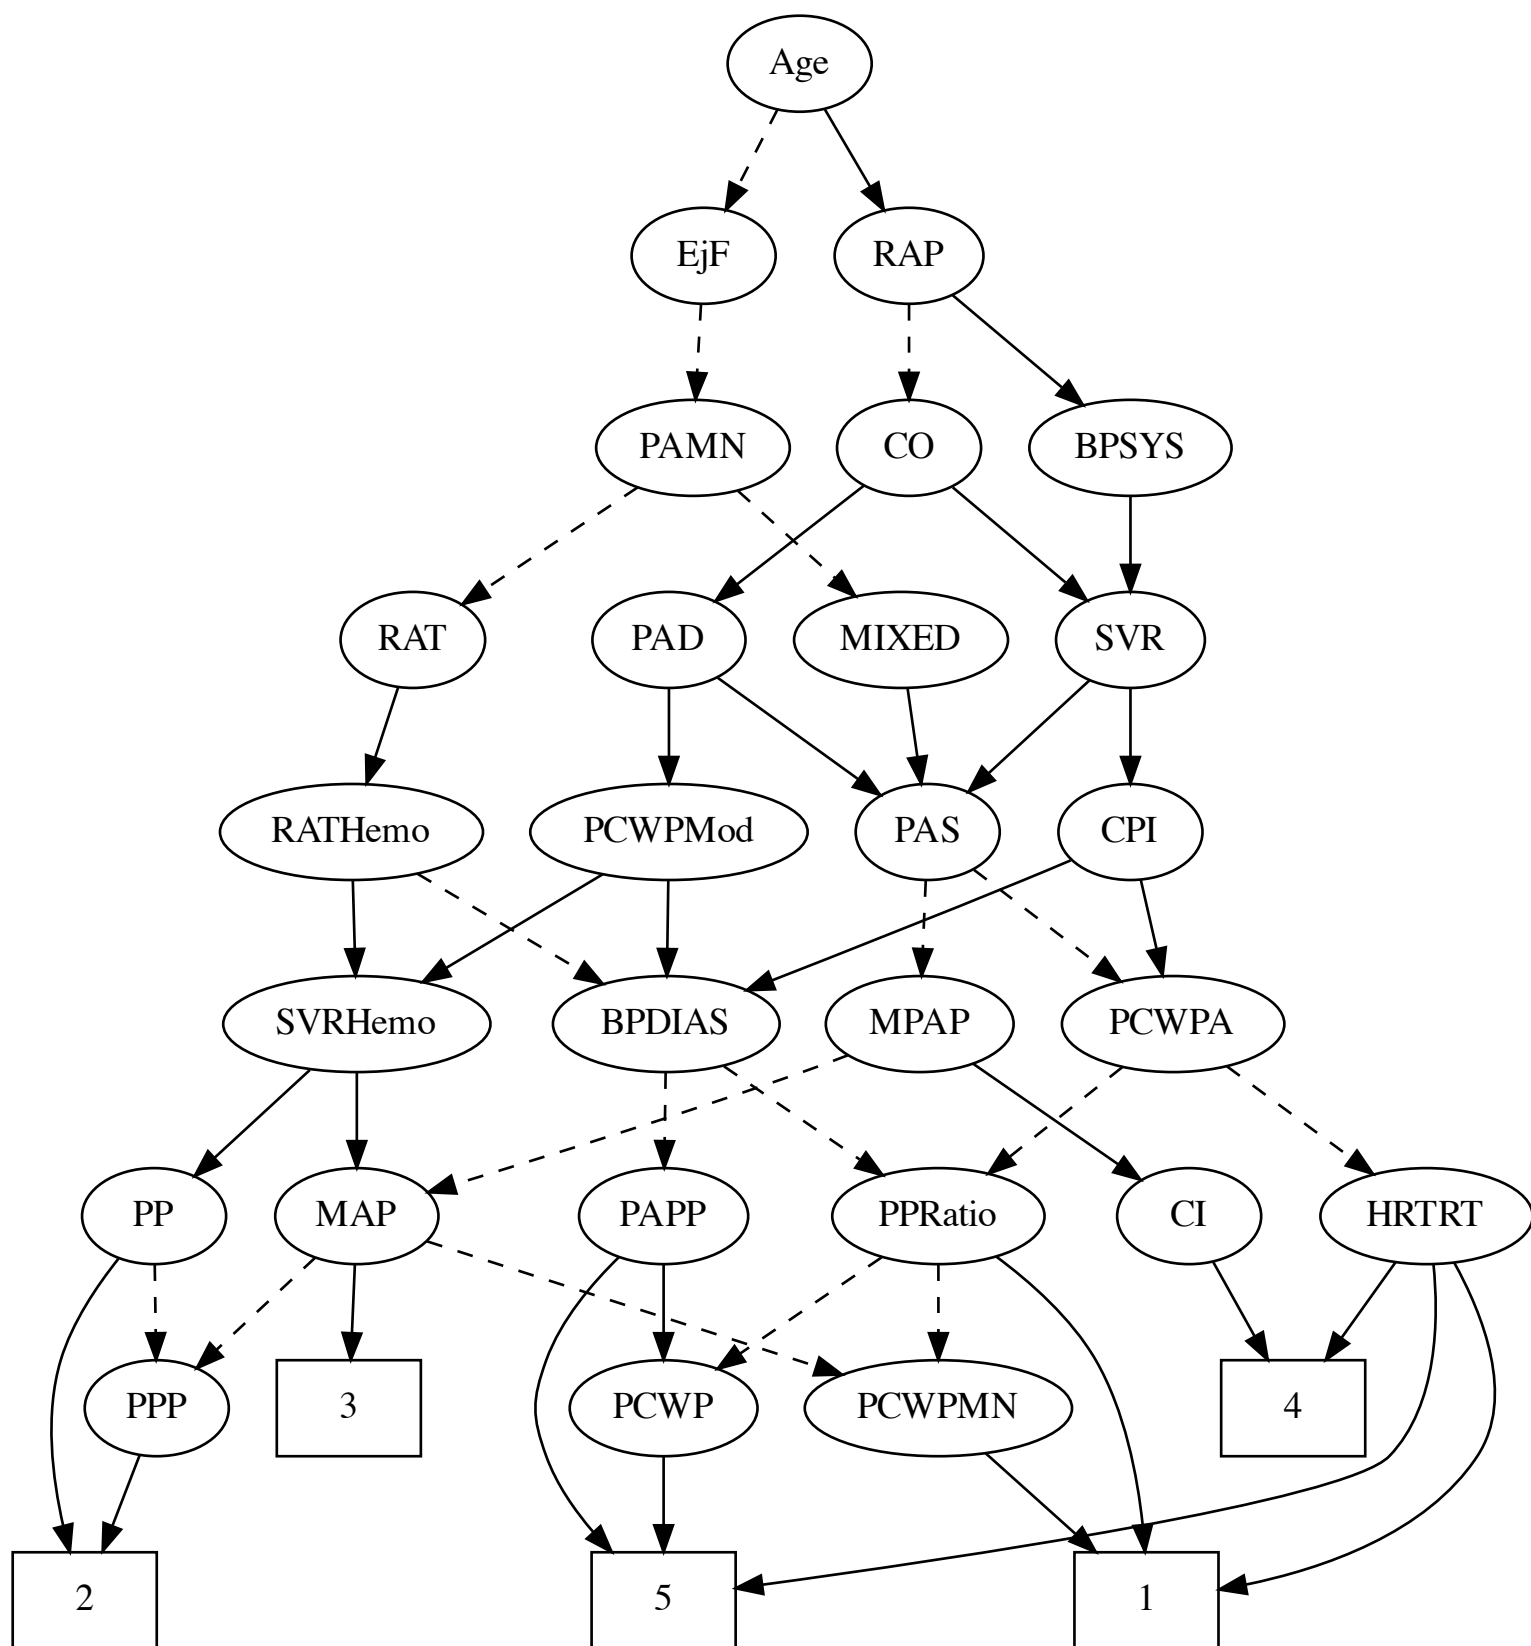 Age
EjF
RAP
PAMN
CO
BPSYS
RAT
PAD
MIXED
SVR
RATHemo
PCWPMod
PAS
CPI
SVRHemo
BPDIAS
MPAP
PCWPA
PP
MAP
PAPP
PPRatio
CI
HRTRT
PPP
3
PCWP
PCWPMN
4
2
5
1